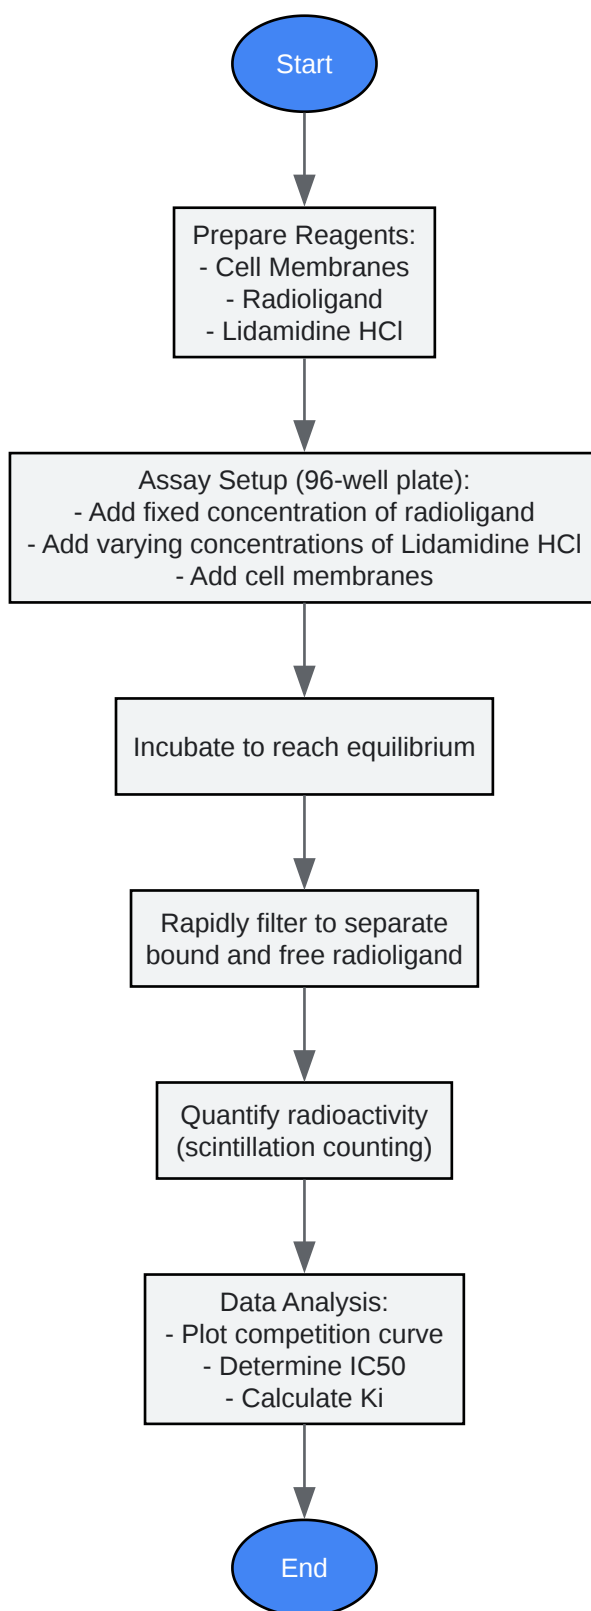 Start
Prepare Reagents:
- Cell Membranes
- Radioligand
- Lidamidine HCl
Assay Setup (96-well plate):
- Add fixed concentration of radioligand
- Add varying concentrations of Lidamidine HCl
- Add cell membranes
Incubate to reach equilibrium
Rapidly filter to separate
bound and free radioligand
Quantify radioactivity
(scintillation counting)
Data Analysis:
- Plot competition curve
- Determine IC50
- Calculate Ki
End